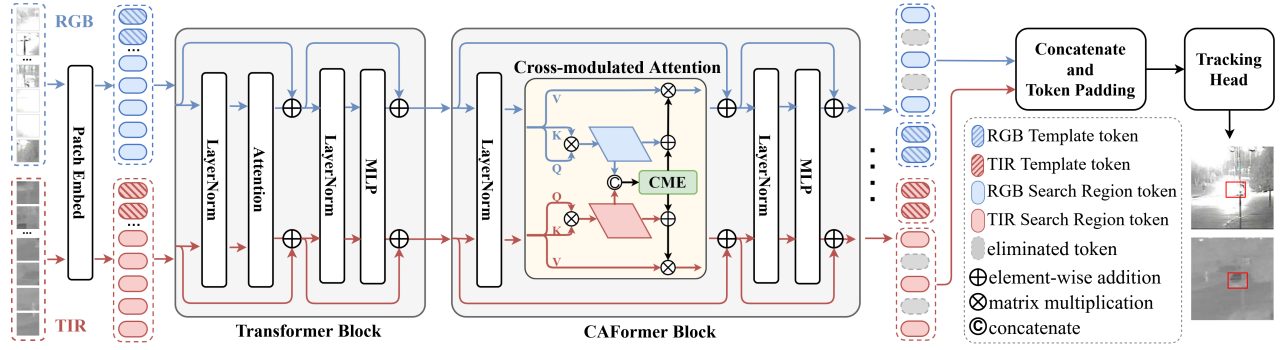 RGB
TIR
Patch Embed
...
...
...
...
LayerNorm
Attention
LayerNorm
MLP
Transformer Block
LayerNorm
Cross-modulated Attention
V
K
Q
CME
Q
K
V
LayerNorm
MLP
CAFormer Block
Concatenate
and
Token Padding
Tracking
Head
RGB Template token
TIR Template token
RGB Search Region token
TIR Search Region token
eliminated token
element-wise addition
matrix multiplication
concatenate